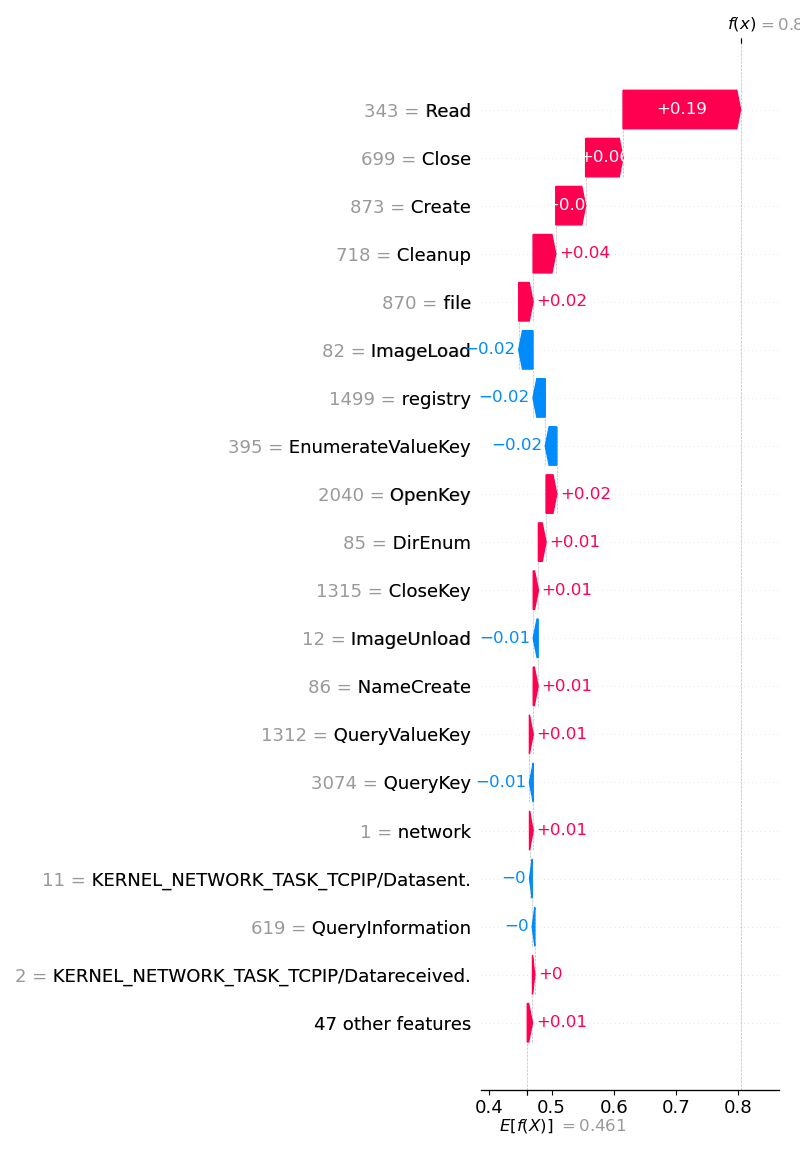 f(x) = 0.8
343 = Read +0.19
699 = Close +0.06
873 = Create
718 = Cleanup +0.04
870 = file +0.02
82 = ImageLoad −0.02
1499 = registry −0.02
395 = EnumerateValueKey −0.02
2040 = OpenKey +0.02
85 = DirEnum +0.01
1315 = CloseKey +0.01
12 = ImageUnload −0.01
86 = NameCreate +0.01
1312 = QueryValueKey +0.01
3074 = QueryKey −0.01
1 = network +0.01
11 = KERNEL_NETWORK_TASK_TCPIP/Datasent. −0
619 = QueryInformation −0
2 = KERNEL_NETWORK_TASK_TCPIP/Datareceived. +0
47 other features +0.01
0.4 0.5 0.6 0.7 0.8
E[f(X)] = 0.461